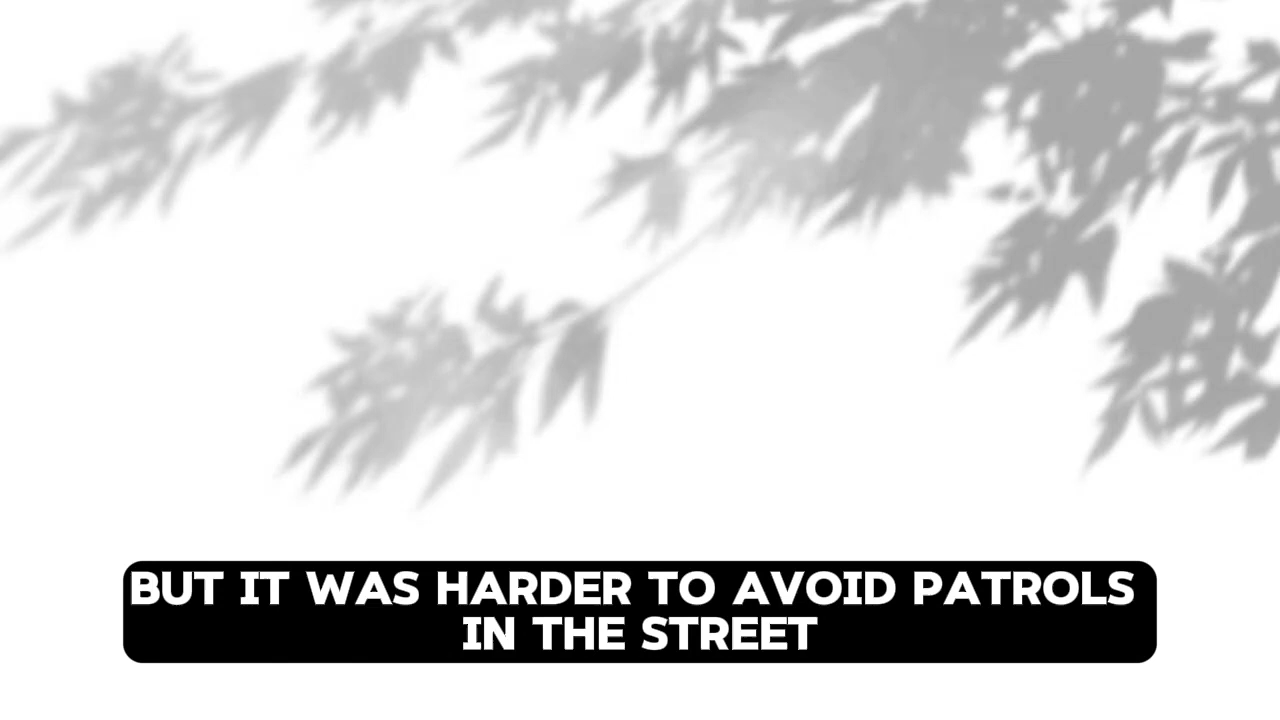 BUT IT WAS HARDER TO AVOID PATROLS
IN THE STREET